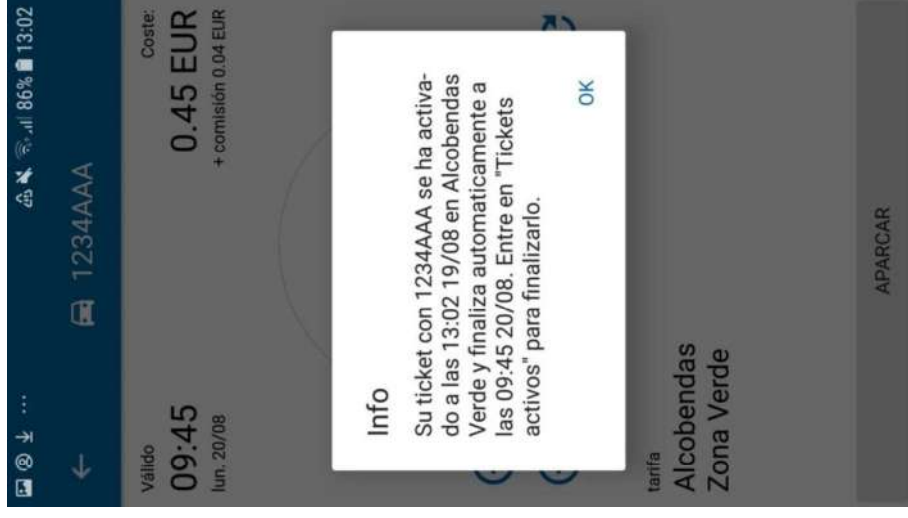 86% 13:02
1234AAA
Válido
Coste:
09:45
0.45 EUR
lun. 20/08
+ comisión 0.04 EUR
Info
Su ticket con 1234AAA se ha activa-
do a las 13:02 19/08 en Alcobendas
Verde y finaliza automaticamente a
las 09:45 20/08. Entre en "Tickets
activos" para finalizarlo.
OK
tarifa
Alcobendas
Zona Verde
APARCAR